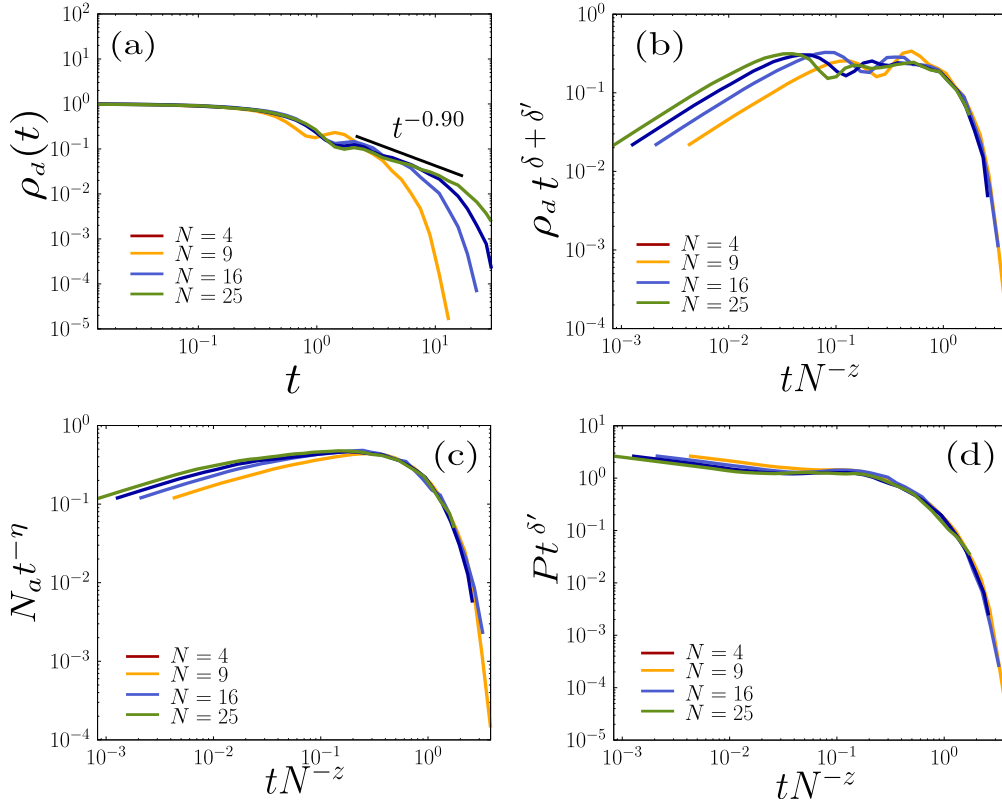 (a)
10^2
10^1
10^0
10^{-1}
10^{-2}
10^{-3}
10^{-4}
10^{-5}
ρ_d(t)
t^{-0.90}
N = 4
N = 9
N = 16
N = 25
10^{-1} 10^0 10^1
t
(b)
10^{-1}
10^{-2}
10^{-3}
10^{-4}
ρ_d t^{δ+δ′}
N = 4
N = 9
N = 16
N = 25
10^{-3} 10^{-2} 10^{-1} 10^0
tN^{-z}
(c)
10^0
10^{-1}
10^{-2}
10^{-3}
10^{-4}
N_a t^{-η}
N = 4
N = 9
N = 16
N = 25
10^{-3} 10^{-2} 10^{-1} 10^0
tN^{-z}
(d)
10^1
10^0
10^{-1}
10^{-2}
10^{-3}
10^{-4}
10^{-5}
Pt^{δ′}
N = 4
N = 9
N = 16
N = 25
10^{-3} 10^{-2} 10^{-1} 10^0
tN^{-z}